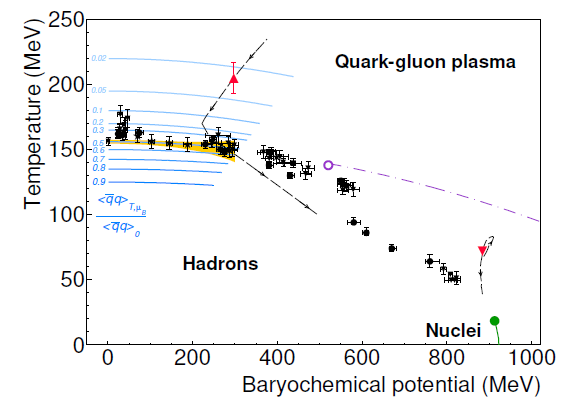 Temperature (MeV)
250
200
150
100
50
0
Quark-gluon plasma
0.02
0.05
0.1
0.2
0.3
0.5
0.6
0.7
0.8
0.9
<q̄q>T,μB
<q̄q>0
Hadrons
Nuclei
0 200 400 600 800 1000
Baryochemical potential (MeV)